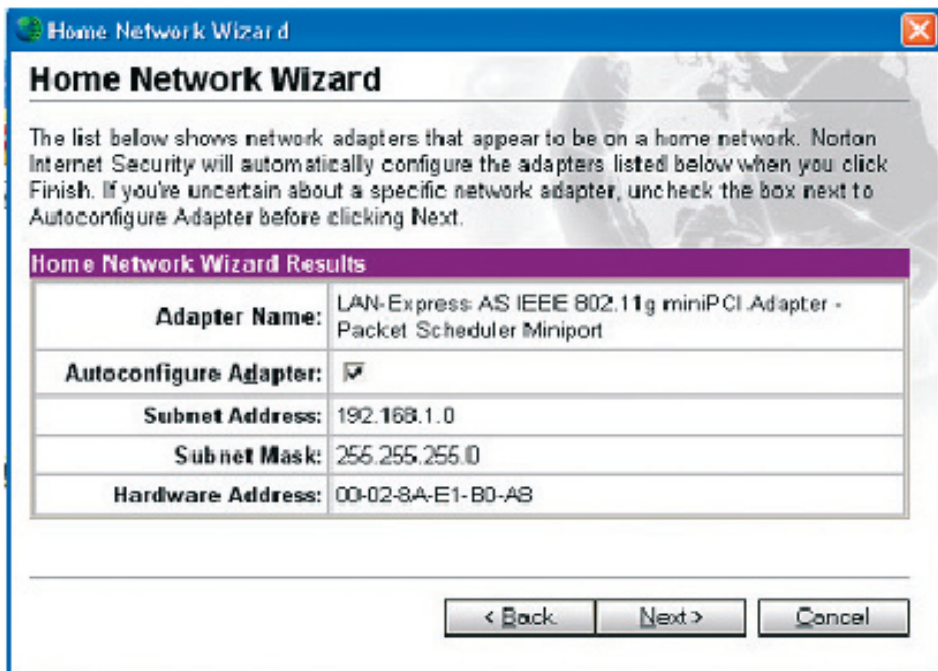 Home Network Wizard
Home Network Wizard
The list below shows network adapters that appear to be on a home network. Norton
Internet Security will automatically configure the adapters listed below when you click
Finish. If you're uncertain about a specific network adapter, uncheck the box next to
Autoconfigure Adapter before clicking Next.
Home Network Wizard Results
Adapter Name: LAN-Express AS IEEE 802.11g miniPCI Adapter -
Packet Scheduler Miniport
Autoconfigure Adapter:
Subnet Address: 192.168.1.0
Subnet Mask: 255.255.255.0
Hardware Address: 00-02-8A-E1-B0-A8
< Back Next > Cancel